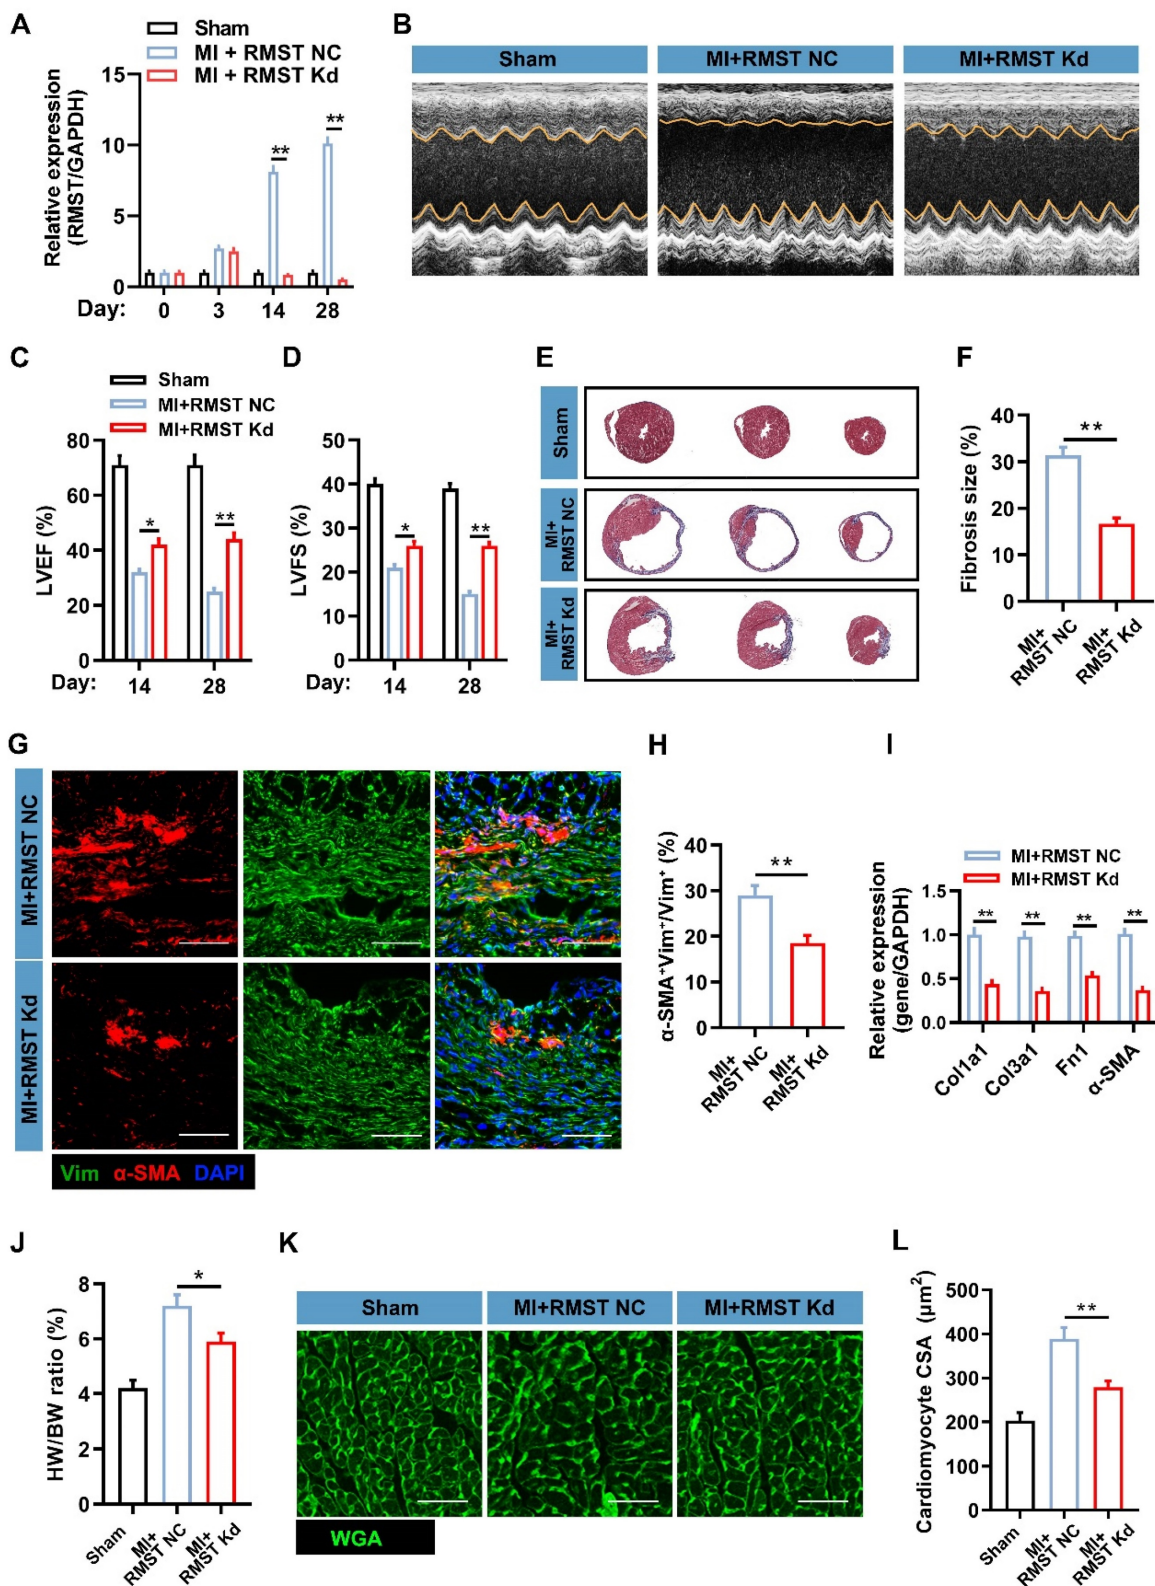 A
Sham
MI + RMST NC
MI + RMST Kd
Relative expression
(RMST/GAPDH)
15
10
5
0
** **
Day: 0 3 14 28
B
Sham MI+RMST NC MI+RMST Kd
C
Sham
MI+RMST NC
MI+RMST Kd
LVEF (%)
80
60
40
20
0
* **
Day: 14 28
D
LVFS (%)
50
40
30
20
10
0
* **
Day: 14 28
E
Sham
MI+
RMST NC
MI+
RMST Kd
F
Fibrosis size (%)
40
30
20
10
0
**
MI+
RMST NC
MI+
RMST Kd
G
MI+RMST NC
MI+RMST Kd
Vim α-SMA DAPI
H
α-SMA⁺Vim⁺/Vim⁺ (%)
40
30
20
10
0
**
MI+
RMST NC
MI+
RMST Kd
I
MI+RMST NC
MI+RMST Kd
Relative expression
(gene/GAPDH)
1.5
1.0
0.5
0.0
** ** ** **
Col1a1 Col3a1 Fn1 α-SMA
J
HW/BW ratio (%)
8
6
4
2
0
*
Sham
MI+
RMST NC
MI+
RMST Kd
K
Sham MI+RMST NC MI+RMST Kd
WGA
L
Cardiomyocyte CSA (μm²)
500
400
300
200
100
0
**
Sham
MI+
RMST NC
MI+
RMST Kd